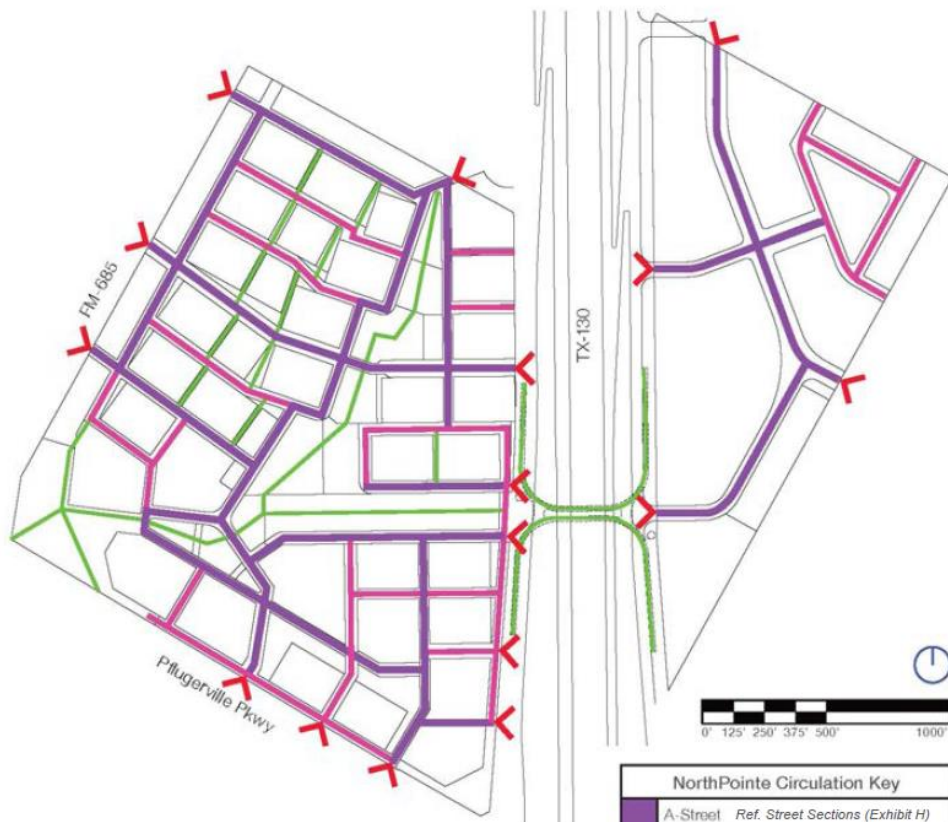 FM-685
TX-130
Pflugerville Pkwy
0' 125' 250' 375' 500' 1000'
NorthPointe Circulation Key
A-Street Ref. Street Sections (Exhibit H)